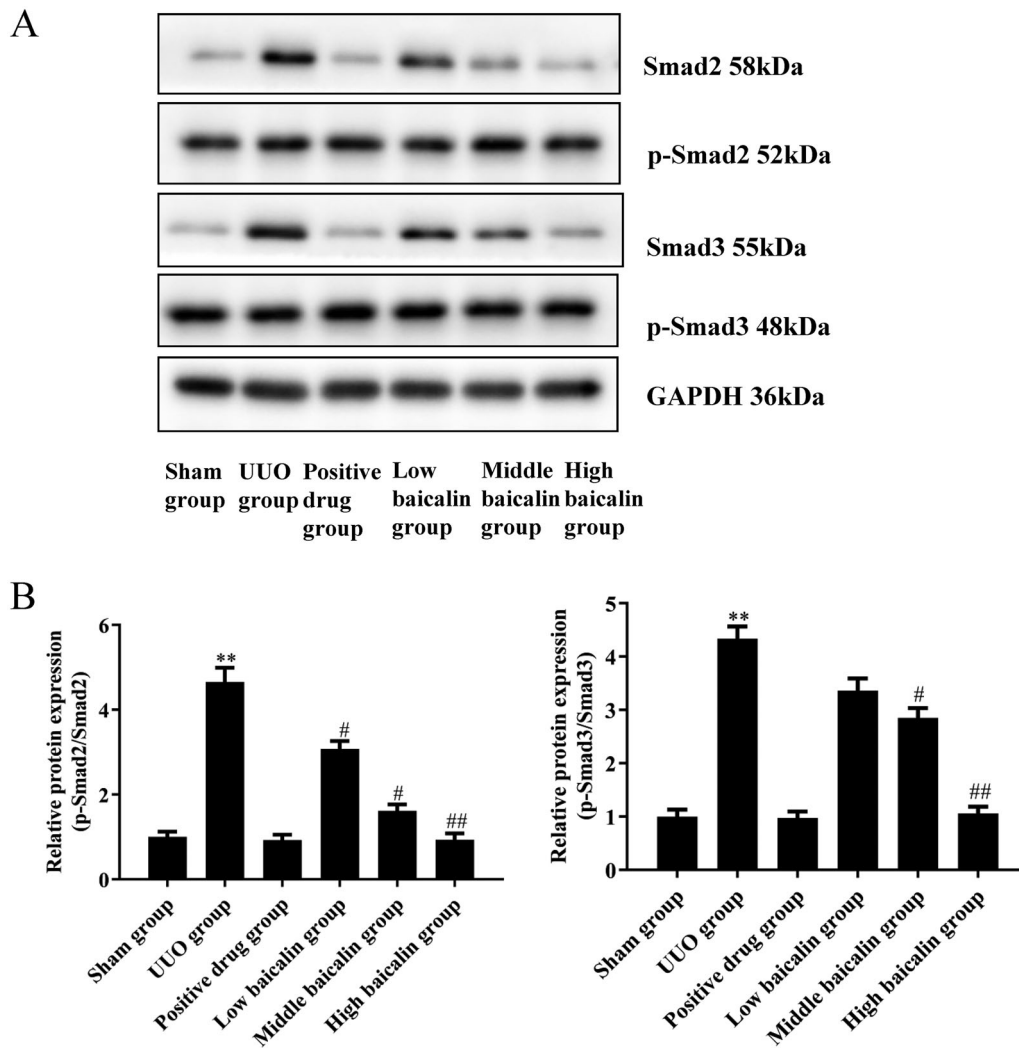 A
Smad2 58kDa
p-Smad2 52kDa
Smad3 55kDa
p-Smad3 48kDa
GAPDH 36kDa
Sham group
UUO group
Positive drug group
Low baicalin group
Middle baicalin group
High baicalin group
B
Relative protein expression
(p-Smad2/Smad2)
6
4
2
0
**
#
#
##
Sham group
UUO group
Positive drug group
Low baicalin group
Middle baicalin group
High baicalin group
Relative protein expression
(p-Smad3/Smad3)
5
4
3
2
1
0
**
#
##
Sham group
UUO group
Positive drug group
Low baicalin group
Middle baicalin group
High baicalin group